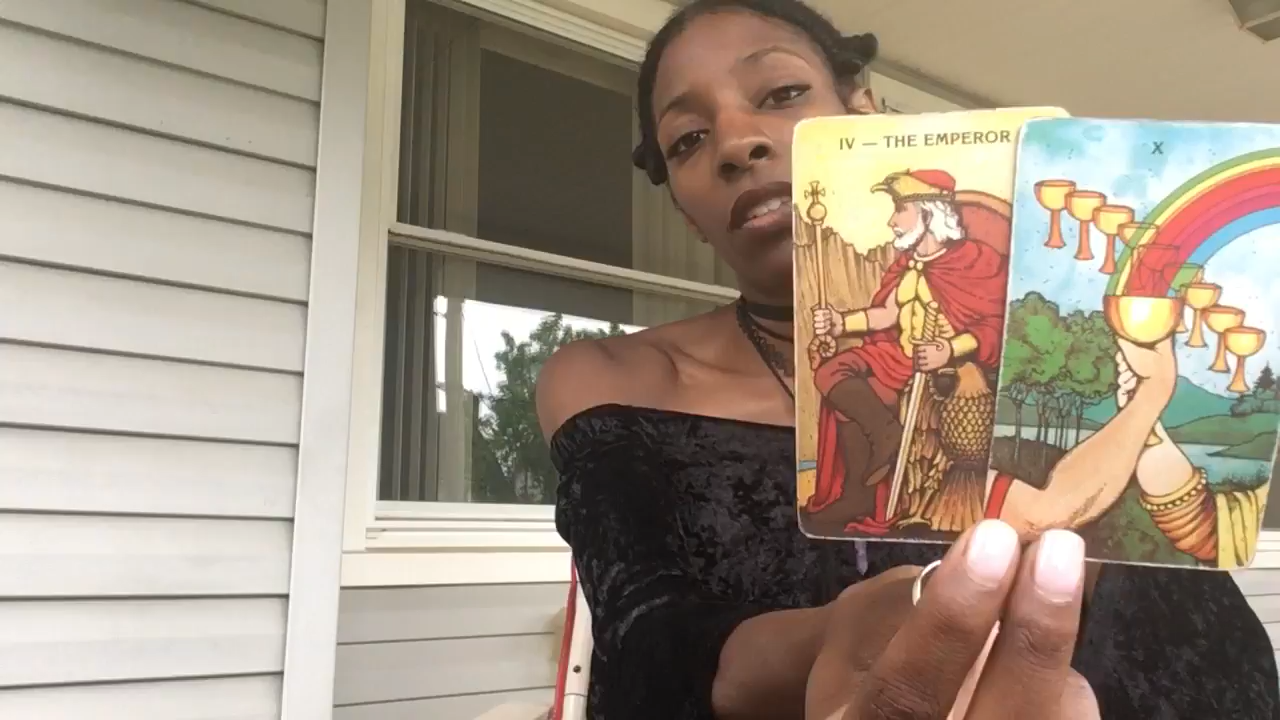 IV — THE EMPEROR
X